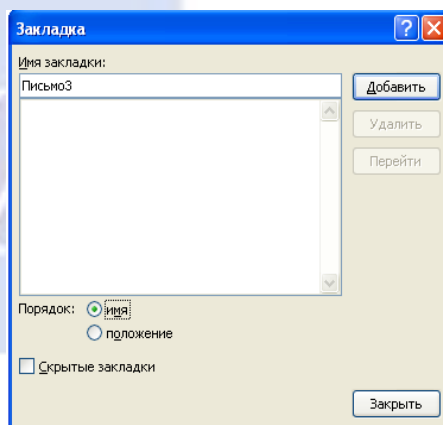 Закладка
Имя закладки:
Письмо3
Добавить
Удалить
Перейти
Порядок:
имя
положение
Скрытые закладки
Закрыть